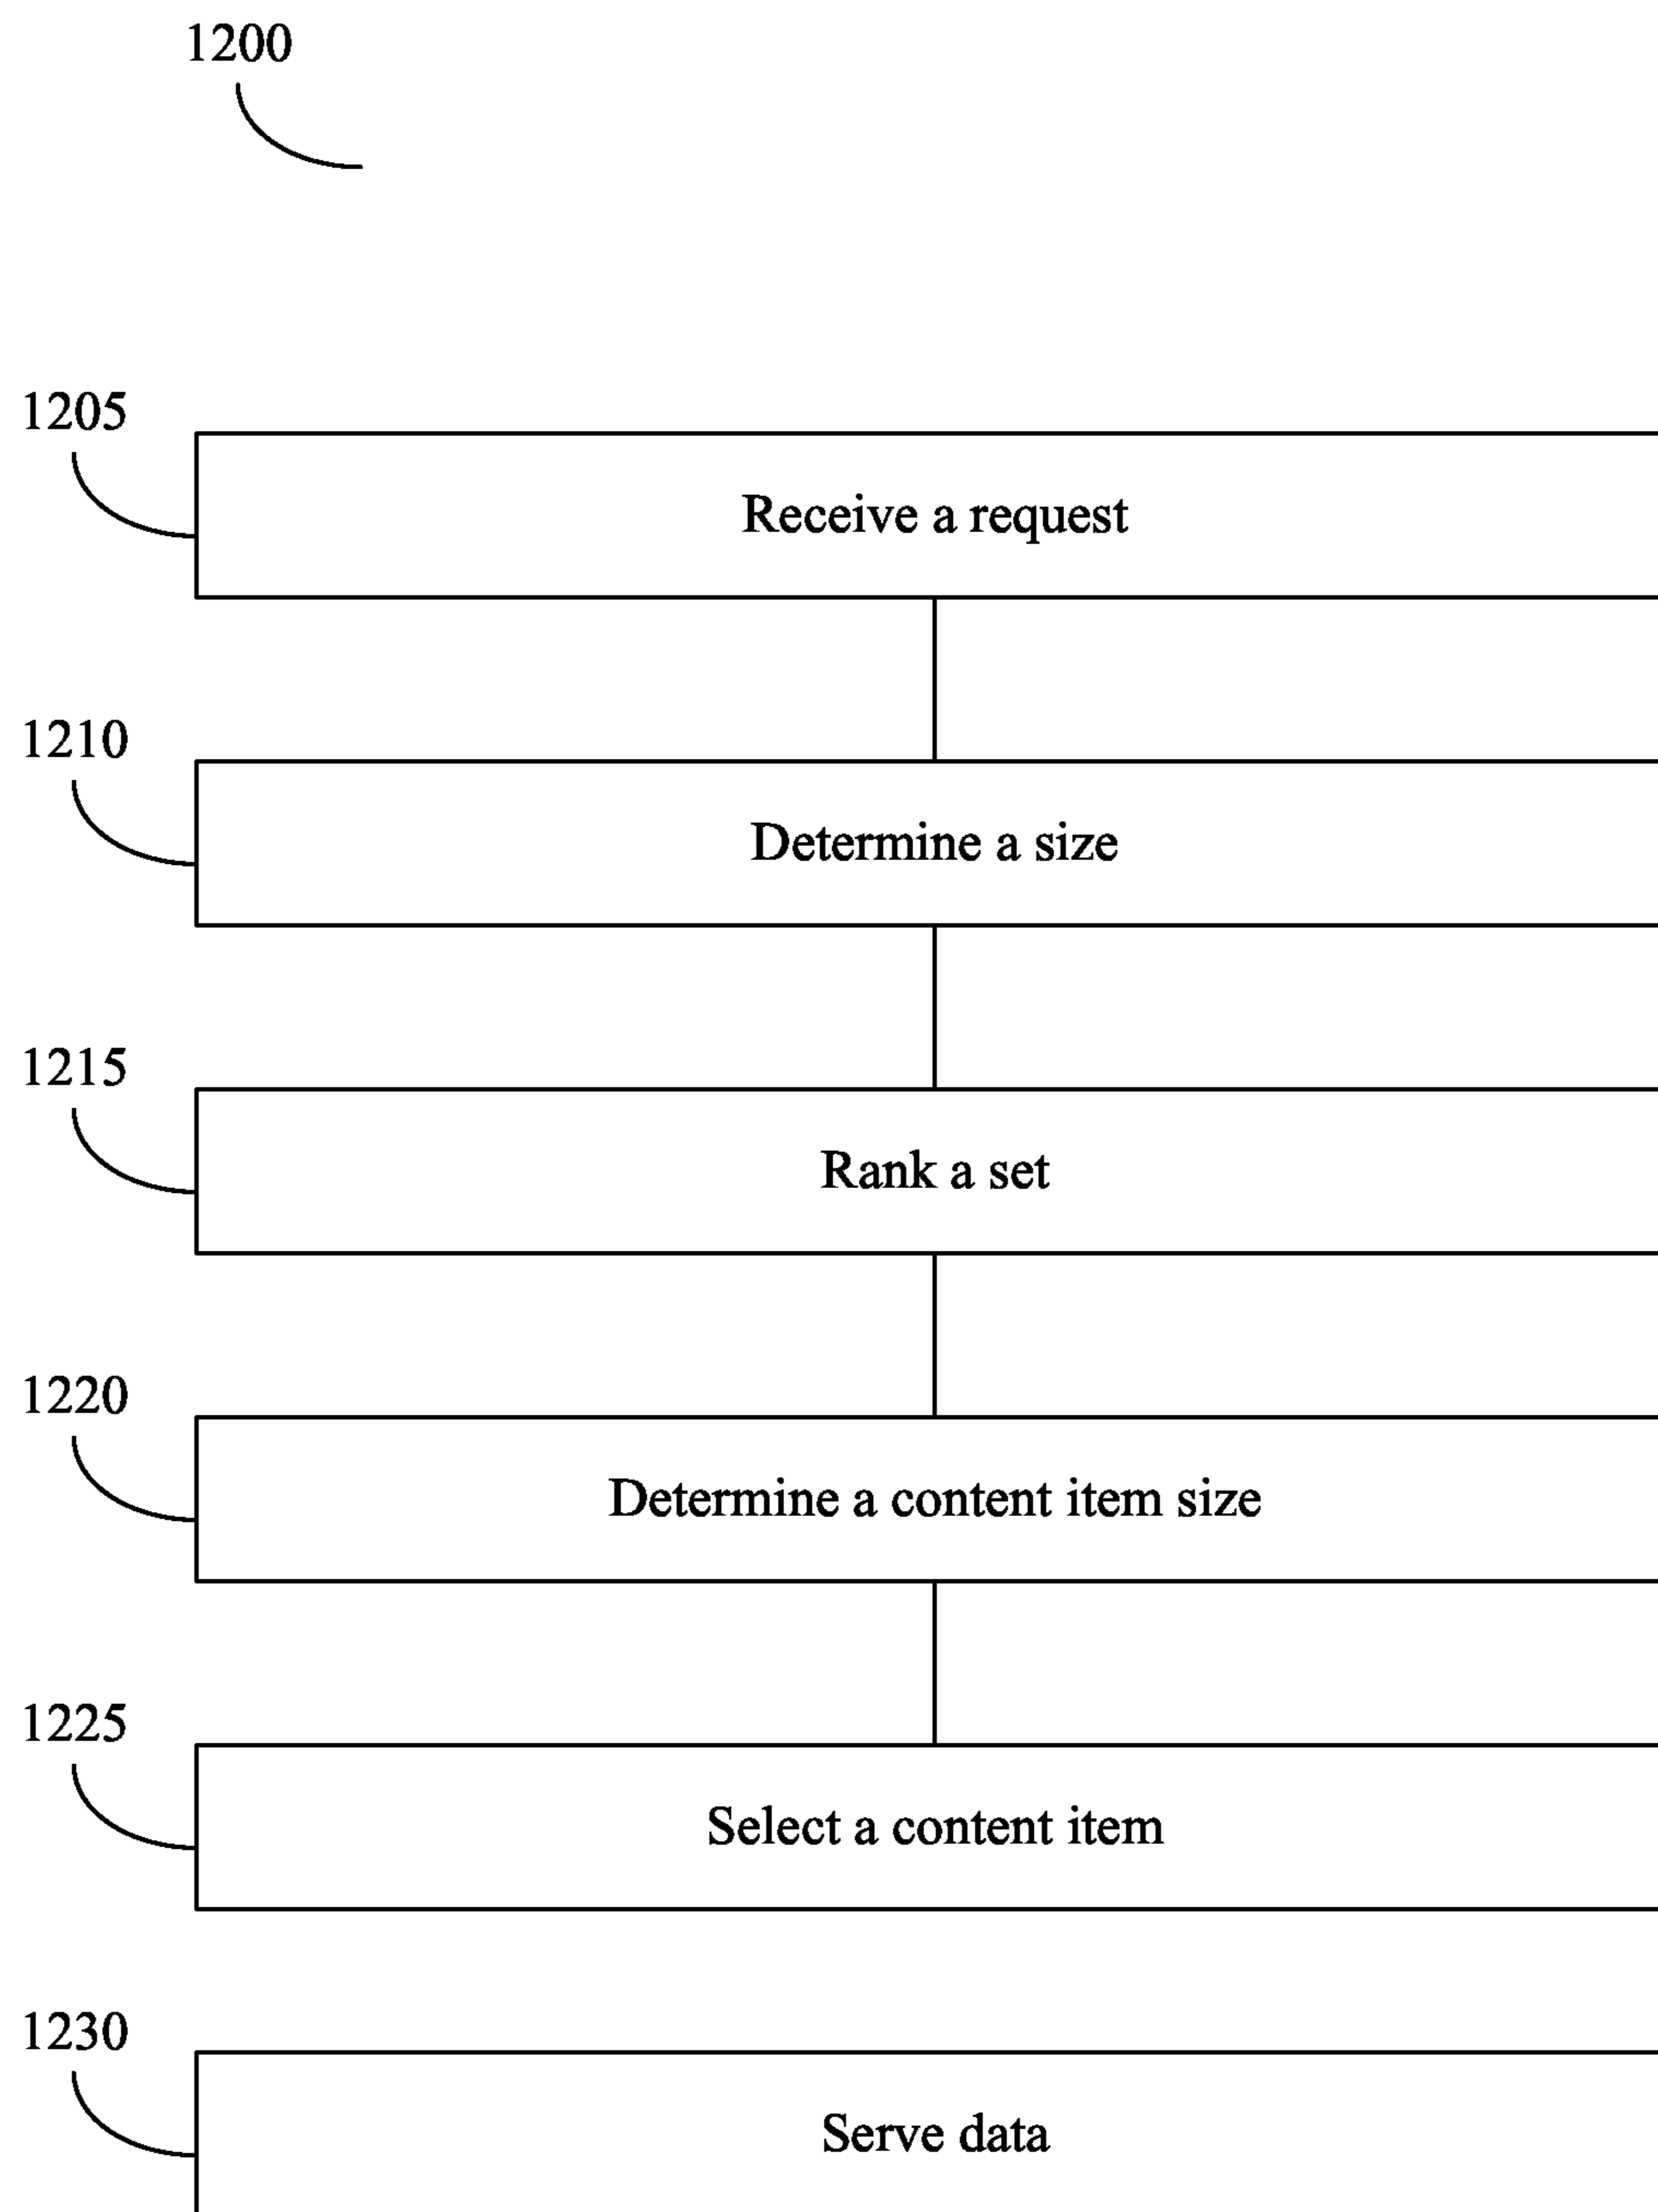 1200
1205
Receive a request
1210
Determine a size
1215
Rank a set
1220
Determine a content item size
1225
Select a content item
1230
Serve data